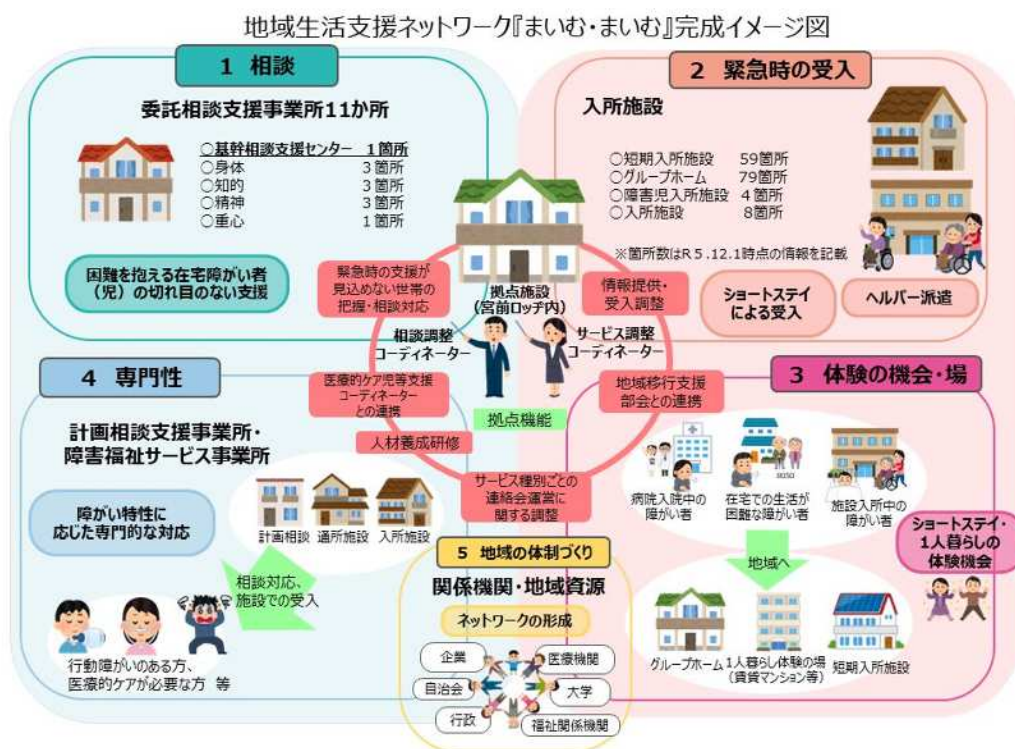 地域生活支援ネットワーク『まいむ・まいむ』完成イメージ図
1 相談
委託相談支援事業所11か所
○基幹相談支援センター 1箇所
○身体 3箇所
○知的 3箇所
○精神 3箇所
○重心 1箇所
困難を抱える在宅障がい者
(児)の切れ目のない支援
2 緊急時の受入
入所施設
○短期入所施設 59箇所
○グループホーム 79箇所
○障害児入所施設 4箇所
○入所施設 8箇所
※箇所数はR5.12.1時点の情報を記載
ショートステイ
による受入
ヘルパー派遣
緊急時の支援が
見込めない世帯の
把握・相談対応
拠点施設
(宮前ロッヂ内)
情報提供・
受入調整
相談調整
コーディネーター
サービス調整
コーディネーター
医療的ケア児等支援
コーディネーター
との連携
地域移行支援
部会との連携
拠点機能
人材養成研修
サービス種別ごとの
連絡会運営に
関する調整
4 専門性
計画相談支援事業所・
障害福祉サービス事業所
障がい特性に
応じた専門的な対応
計画相談
通所施設
入所施設
相談対応、
施設での受入
行動障がいのある方、
医療的ケアが必要な方 等
3 体験の機会・場
病院入院中の
障がい者
在宅での生活が
困難な障がい者
施設入所中の
障がい者
地域へ
ショートステイ・
1人暮らしの
体験機会
グループホーム
1人暮らし体験の場
(賃貸マンション等)
短期入所施設
5 地域の体制づくり
関係機関・地域資源
ネットワークの形成
企業
医療機関
自治会
大学
行政
福祉関係機関